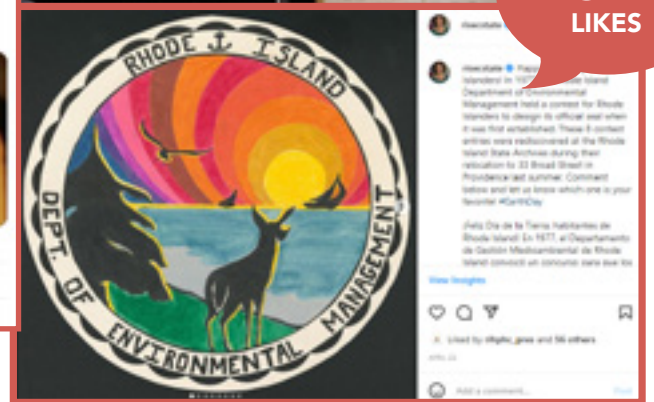 LIKES
RHODE ISLAND
DEPT. OF ENVIRONMENTAL MANAGEMENT
Islanders! In 1977
Island
Department of Environmental
Management held a contest for Rhode
Islanders to design its official seal when
it was first established. These 8 contest
entries were rediscovered at the Rhode
Island State Archives during their
relocation to 33 Broad Street in
Providence last summer. Comment
below and let us know which one is your
favorite! #EarthDay
¡Feliz Día de la Tierra habitantes de
Rhode Island! En 1977, el Departamento
de Gestión Medioambiental de Rhode
Island convocó un concurso para que los
View Insights
Liked by and 56 others
Add a comment...
Post